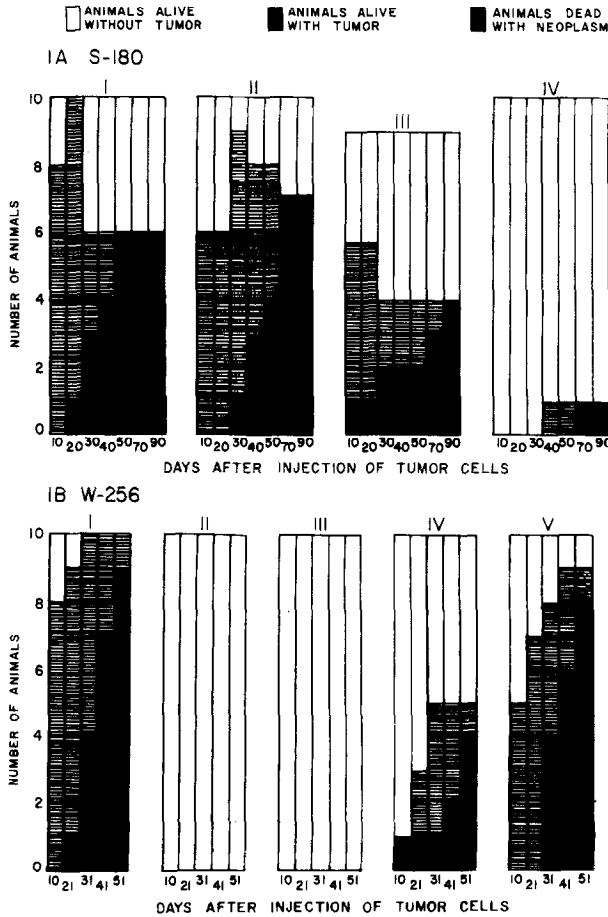 ANIMALS ALIVE WITHOUT TUMOR
ANIMALS ALIVE WITH TUMOR
ANIMALS DEAD WITH NEOPLASM
IA S-180
I
II
III
IV
NUMBER OF ANIMALS
10
8
6
4
2
0
10 20 30 40 50 70 90
10 20 30 40 50 70 90
10 20 30 40 50 70 90
10 20 30 40 50 70 90
DAYS AFTER INJECTION OF TUMOR CELLS
IB W-256
I
II
III
IV
V
NUMBER OF ANIMALS
10
8
6
4
2
0
10 21 31 41 51
10 21 31 41 51
10 21 31 41 51
10 21 31 41 51
10 21 31 41 51
DAYS AFTER INJECTION OF TUMOR CELLS